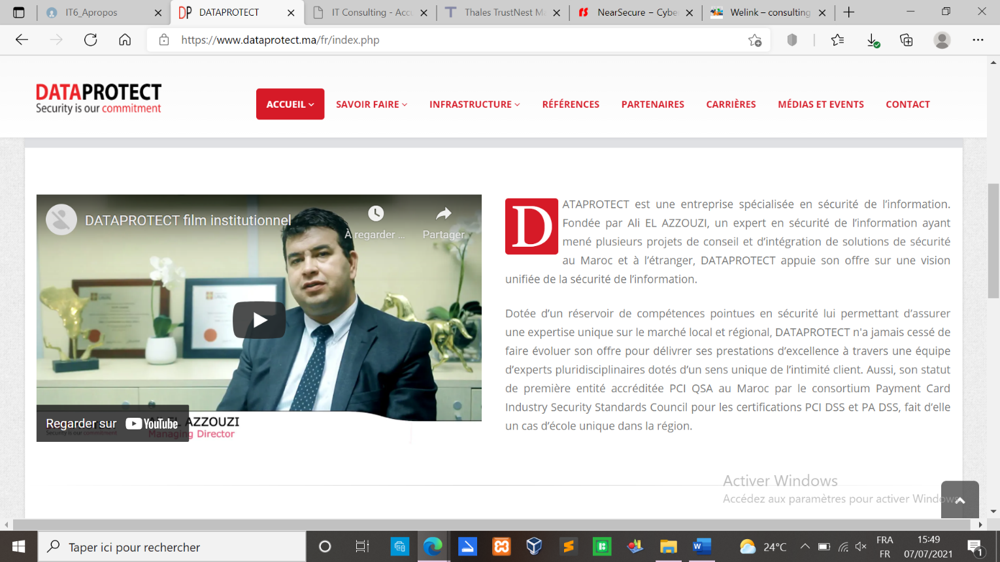 IT6_Apropos
DATAPROTECT
IT Consulting - Acc
Thales TrustNest M
NearSecure – Cybe
Welink – consulting
https://www.dataprotect.ma/fr/index.php
DATAPROTECT
Security is our commitment
ACCUEIL
SAVOIR FAIRE
INFRASTRUCTURE
RÉFÉRENCES
PARTENAIRES
CARRIÈRES
MÉDIAS ET EVENTS
CONTACT
DATAPROTECT film institutionnel
À regarder ...
Partager
EL AZZOUZI
Managing Director
Regarder sur YouTube
DATAPROTECT est une entreprise spécialisée en sécurité de l’information.
Fondée par Ali EL AZZOUZI, un expert en sécurité de l’information ayant
mené plusieurs projets de conseil et d’intégration de solutions de sécurité
au Maroc et à l’étranger, DATAPROTECT appuie son offre sur une vision
unifiée de la sécurité de l’information.
Dotée d’un réservoir de compétences pointues en sécurité lui permettant d’assurer
une expertise unique sur le marché local et régional, DATAPROTECT n'a jamais cessé de
faire évoluer son offre pour délivrer ses prestations d’excellence à travers une équipe
d’experts pluridisciplinaires dotés d’un sens unique de l’intimité client. Aussi, son statut
de première entité accréditée PCI QSA au Maroc par le consortium Payment Card
Industry Security Standards Council pour les certifications PCI DSS et PA DSS, fait d’elle
un cas d’école unique dans la région.
Activer Windows
Accédez aux paramètres pour activer Windows
Taper ici pour rechercher
24°C
FRA
FR
15:49
07/07/2021
1